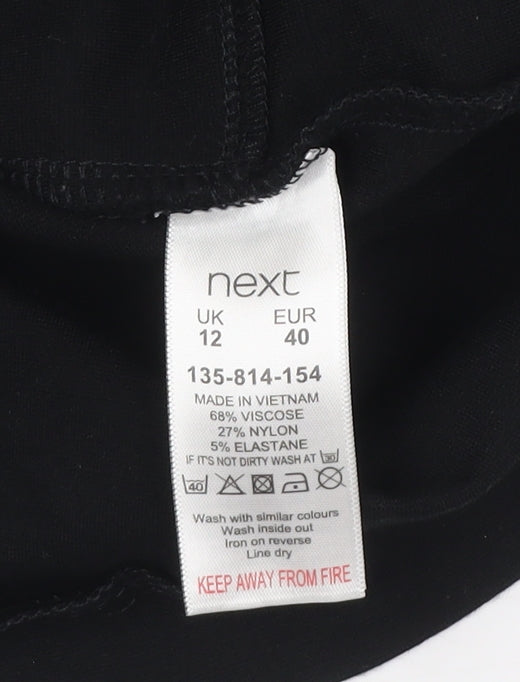 next
UK EUR
12 40
135-814-154
MADE IN VIETNAM
68% VISCOSE
27% NYLON
5% ELASTANE
IF IT'S NOT DIRTY WASH AT 30
40
Wash with similar colours
Wash inside out
Iron on reverse
Line dry
KEEP AWAY FROM FIRE